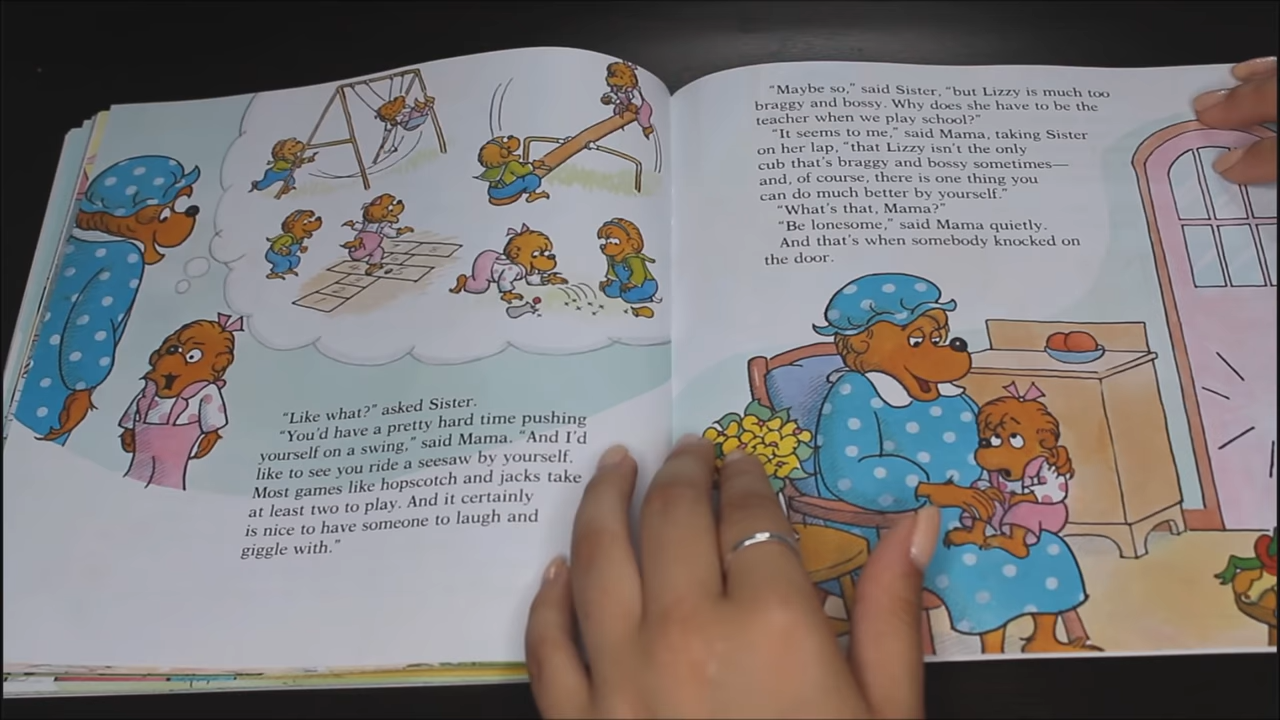 "Like what?" asked Sister.
"You'd have a pretty hard time pushing
yourself on a swing," said Mama. "And I'd
like to see you ride a seesaw by yourself.
Most games like hopscotch and jacks take
at least two to play. And it certainly
is nice to have someone to laugh and
giggle with."
"Maybe so," said Sister, "but Lizzy is much too
braggy and bossy. Why does she have to be the
teacher when we play school?"
"It seems to me," said Mama, taking Sister
on her lap, "that Lizzy isn't the only
cub that's braggy and bossy sometimes—
and, of course, there is one thing you
can do much better by yourself."
"What's that, Mama?"
"Be lonesome," said Mama quietly.
And that's when somebody knocked on
the door.